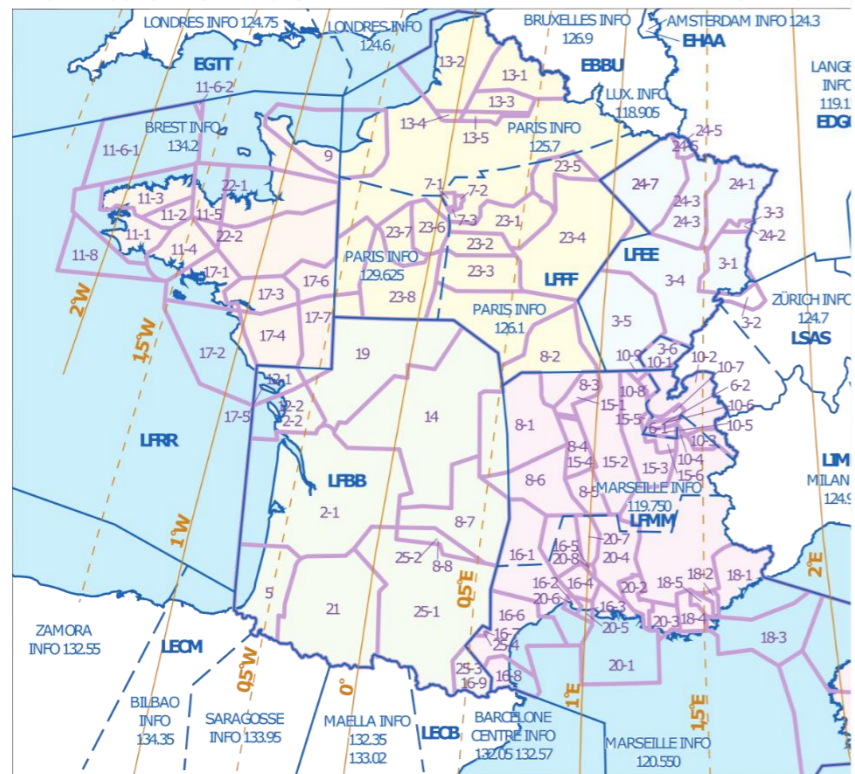 LONDRES INFO 124.75
LONDRES INFO
124.6
BRUXELLES INFO
126.9
AMSTERDAM INFO 124.3
EHAA
EGTT
EBBU
LANGE
INFO
119.1
EDG
11-6-2
13-2
13-1
LUX. INFO
118.905
13-3
11-6-1
BREST INFO
134.2
13-4
13-5
PARIS INFO
125.7
9
24-5
24-5
23-5
24-7
24-1
22-1
7-1
7-2
11-3
11-2
11-5
24-3
24-3
3-3
24-2
7-3
23-1
23-6
23-7
11-1
22-2
23-2
23-4
11-4
11-8
PARIS INFO
129.625
LFEE
3-1
17-1
23-3
LFFF
3-4
17-6
17-3
23-8
2°W
ZÜRICH INFO
124.7
LSAS
PARIS INFO
126.1
3-2
17-7
3-5
17-4
1,5°W
17-2
19
8-2
3-6
10-9
10-1
10-2
10-7
12-1
8-3
10-8
6-2
17-5
12-2
2-2
15-1
10-6
15-5
6-1
10-5
14
8-1
10-3
LFRR
8-4
15-4
15-2
10-4
15-3
15-6
LFBB
8-6
LIM
MILAN
124.9
8-5
MARSEILLE INFO
119.750
LFMM
2-1
8-7
1°W
20-7
16-5
16-1
20-8
20-4
25-2
8-8
2°E
18-2
18-1
16-2
16-4
20-2
18-5
5
0,5°E
20-6
16-3
21
25-1
16-6
20-5
20-3
18-4
ZAMORA
INFO 132.55
LECM
16-7
25-4
18-3
0,5°W
25-3
16-9
16-8
20-1
0°
1°E
1,5°E
BILBAO
INFO
134.35
SARAGOSSE
INFO 133.95
MAELLA INFO
132.35
133.02
LECB
BARCELONE
CENTRE INFO
132.05 132.57
MARSEILLE INFO
120.550